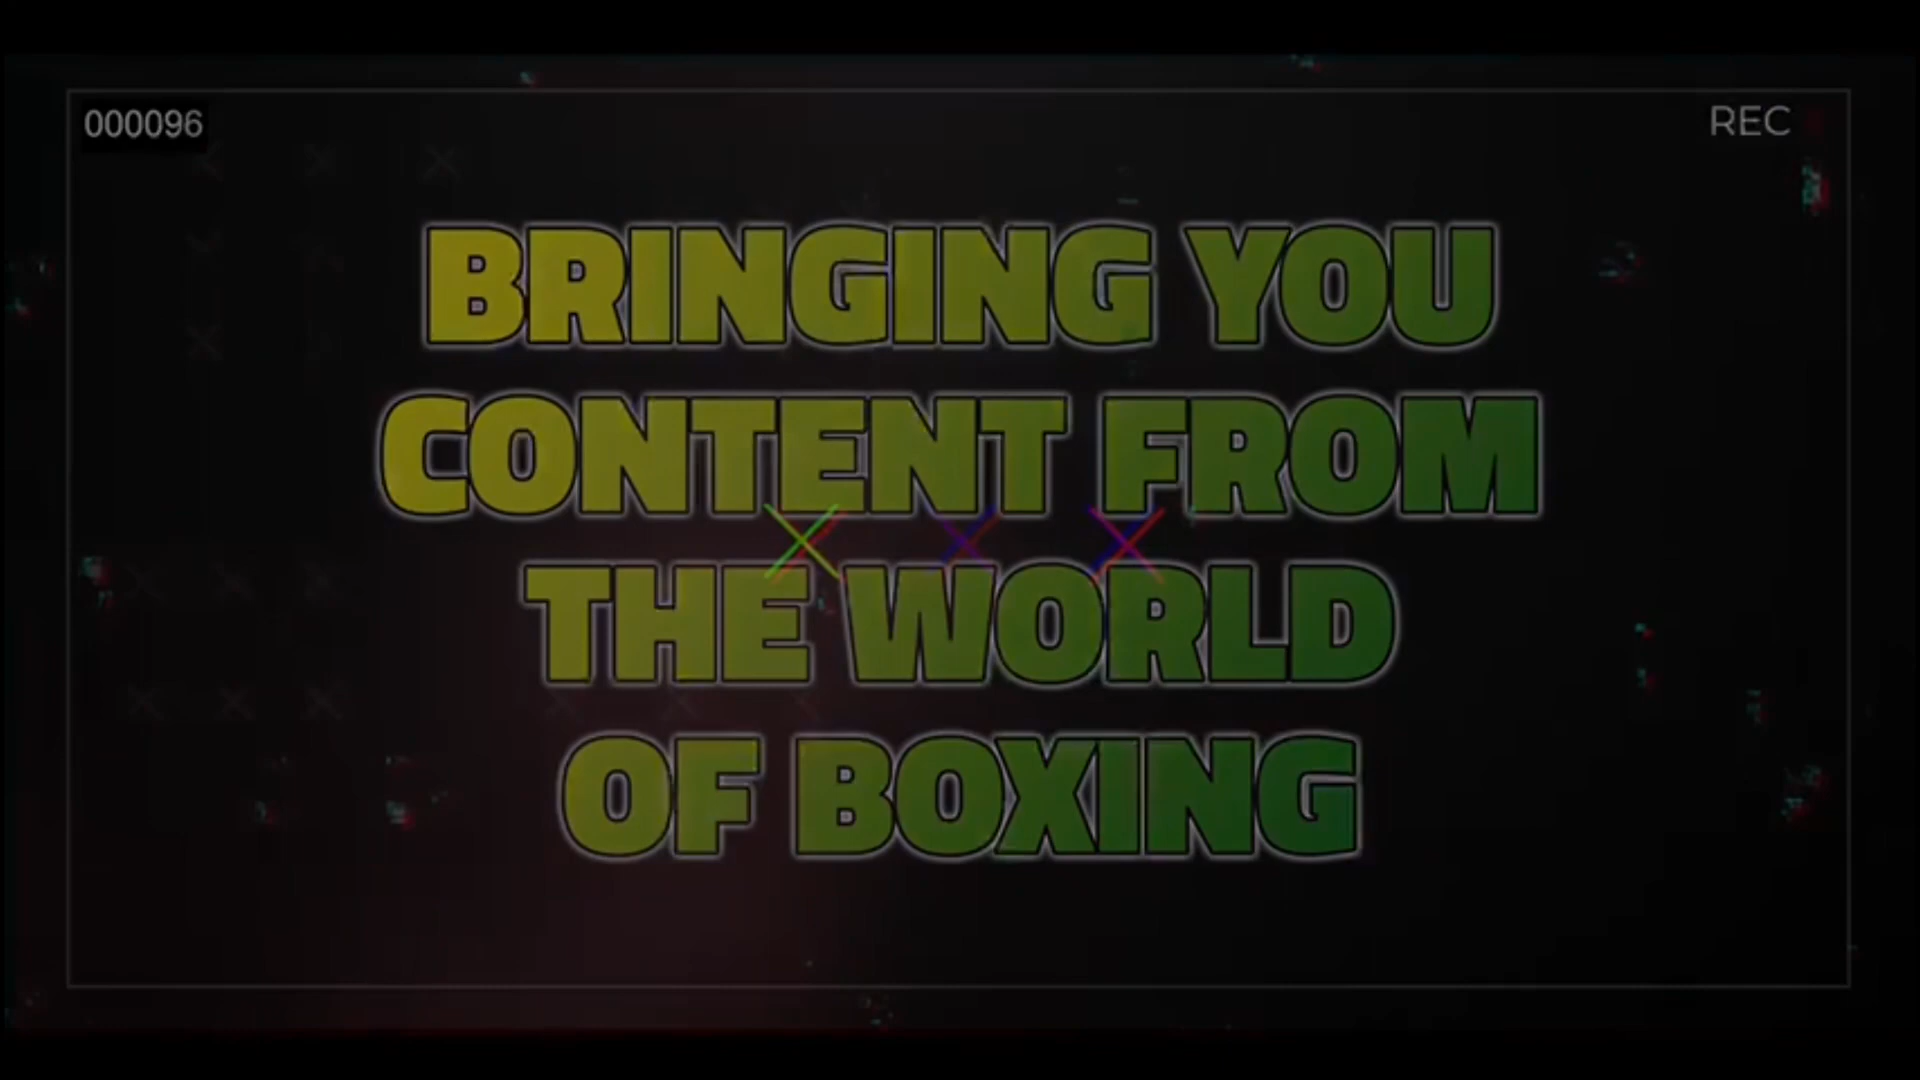 000096
REC
BRINGING YOU
CONTENT FROM
THE WORLD
OF BOXING